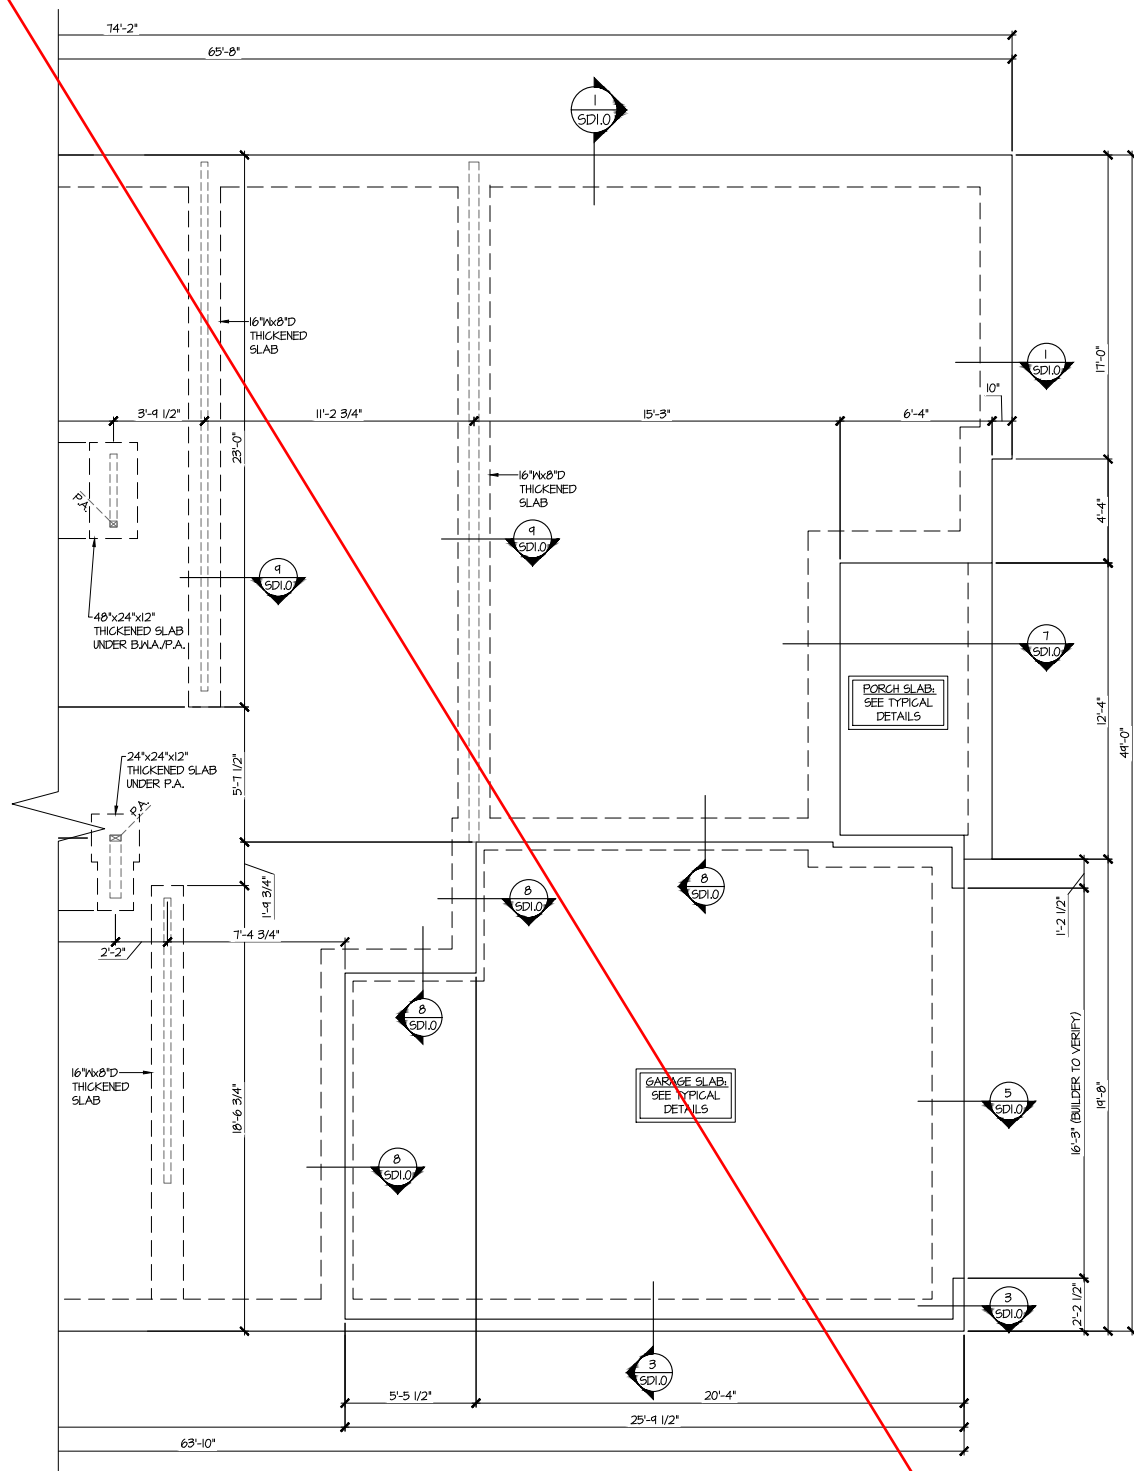 74'-2"
65'-8"
1
SD1.0
16"Wx8"D
THICKENED
SLAB
1
SD1.0
17'-0"
10"
3'-9 1/2"
11'-2 3/4"
15'-3"
6'-4"
23'-0"
16"Wx8"D
THICKENED
SLAB
P.A.
4'-4"
9
SD1.0
9
SD1.0
48"x24"x12"
THICKENED SLAB
UNDER B.W.A./P.A.
7
SD1.0
PORCH SLAB:
SEE TYPICAL
DETAILS
12'-4"
49'-0"
24"x24"x12"
THICKENED SLAB
UNDER P.A.
5'-7 1/2"
P.A.
8
SD1.0
8
SD1.0
1'-9 3/4"
1'-2 1/2"
7'-4 3/4"
2'-2"
8
SD1.0
16"Wx8"D
THICKENED
SLAB
GARAGE SLAB:
SEE TYPICAL
DETAILS
18'-6 3/4"
16'-3" (BUILDER TO VERIFY)
19'-8"
5
SD1.0
8
SD1.0
3
SD1.0
2'-2 1/2"
3
SD1.0
5'-5 1/2"
20'-4"
25'-9 1/2"
63'-10"